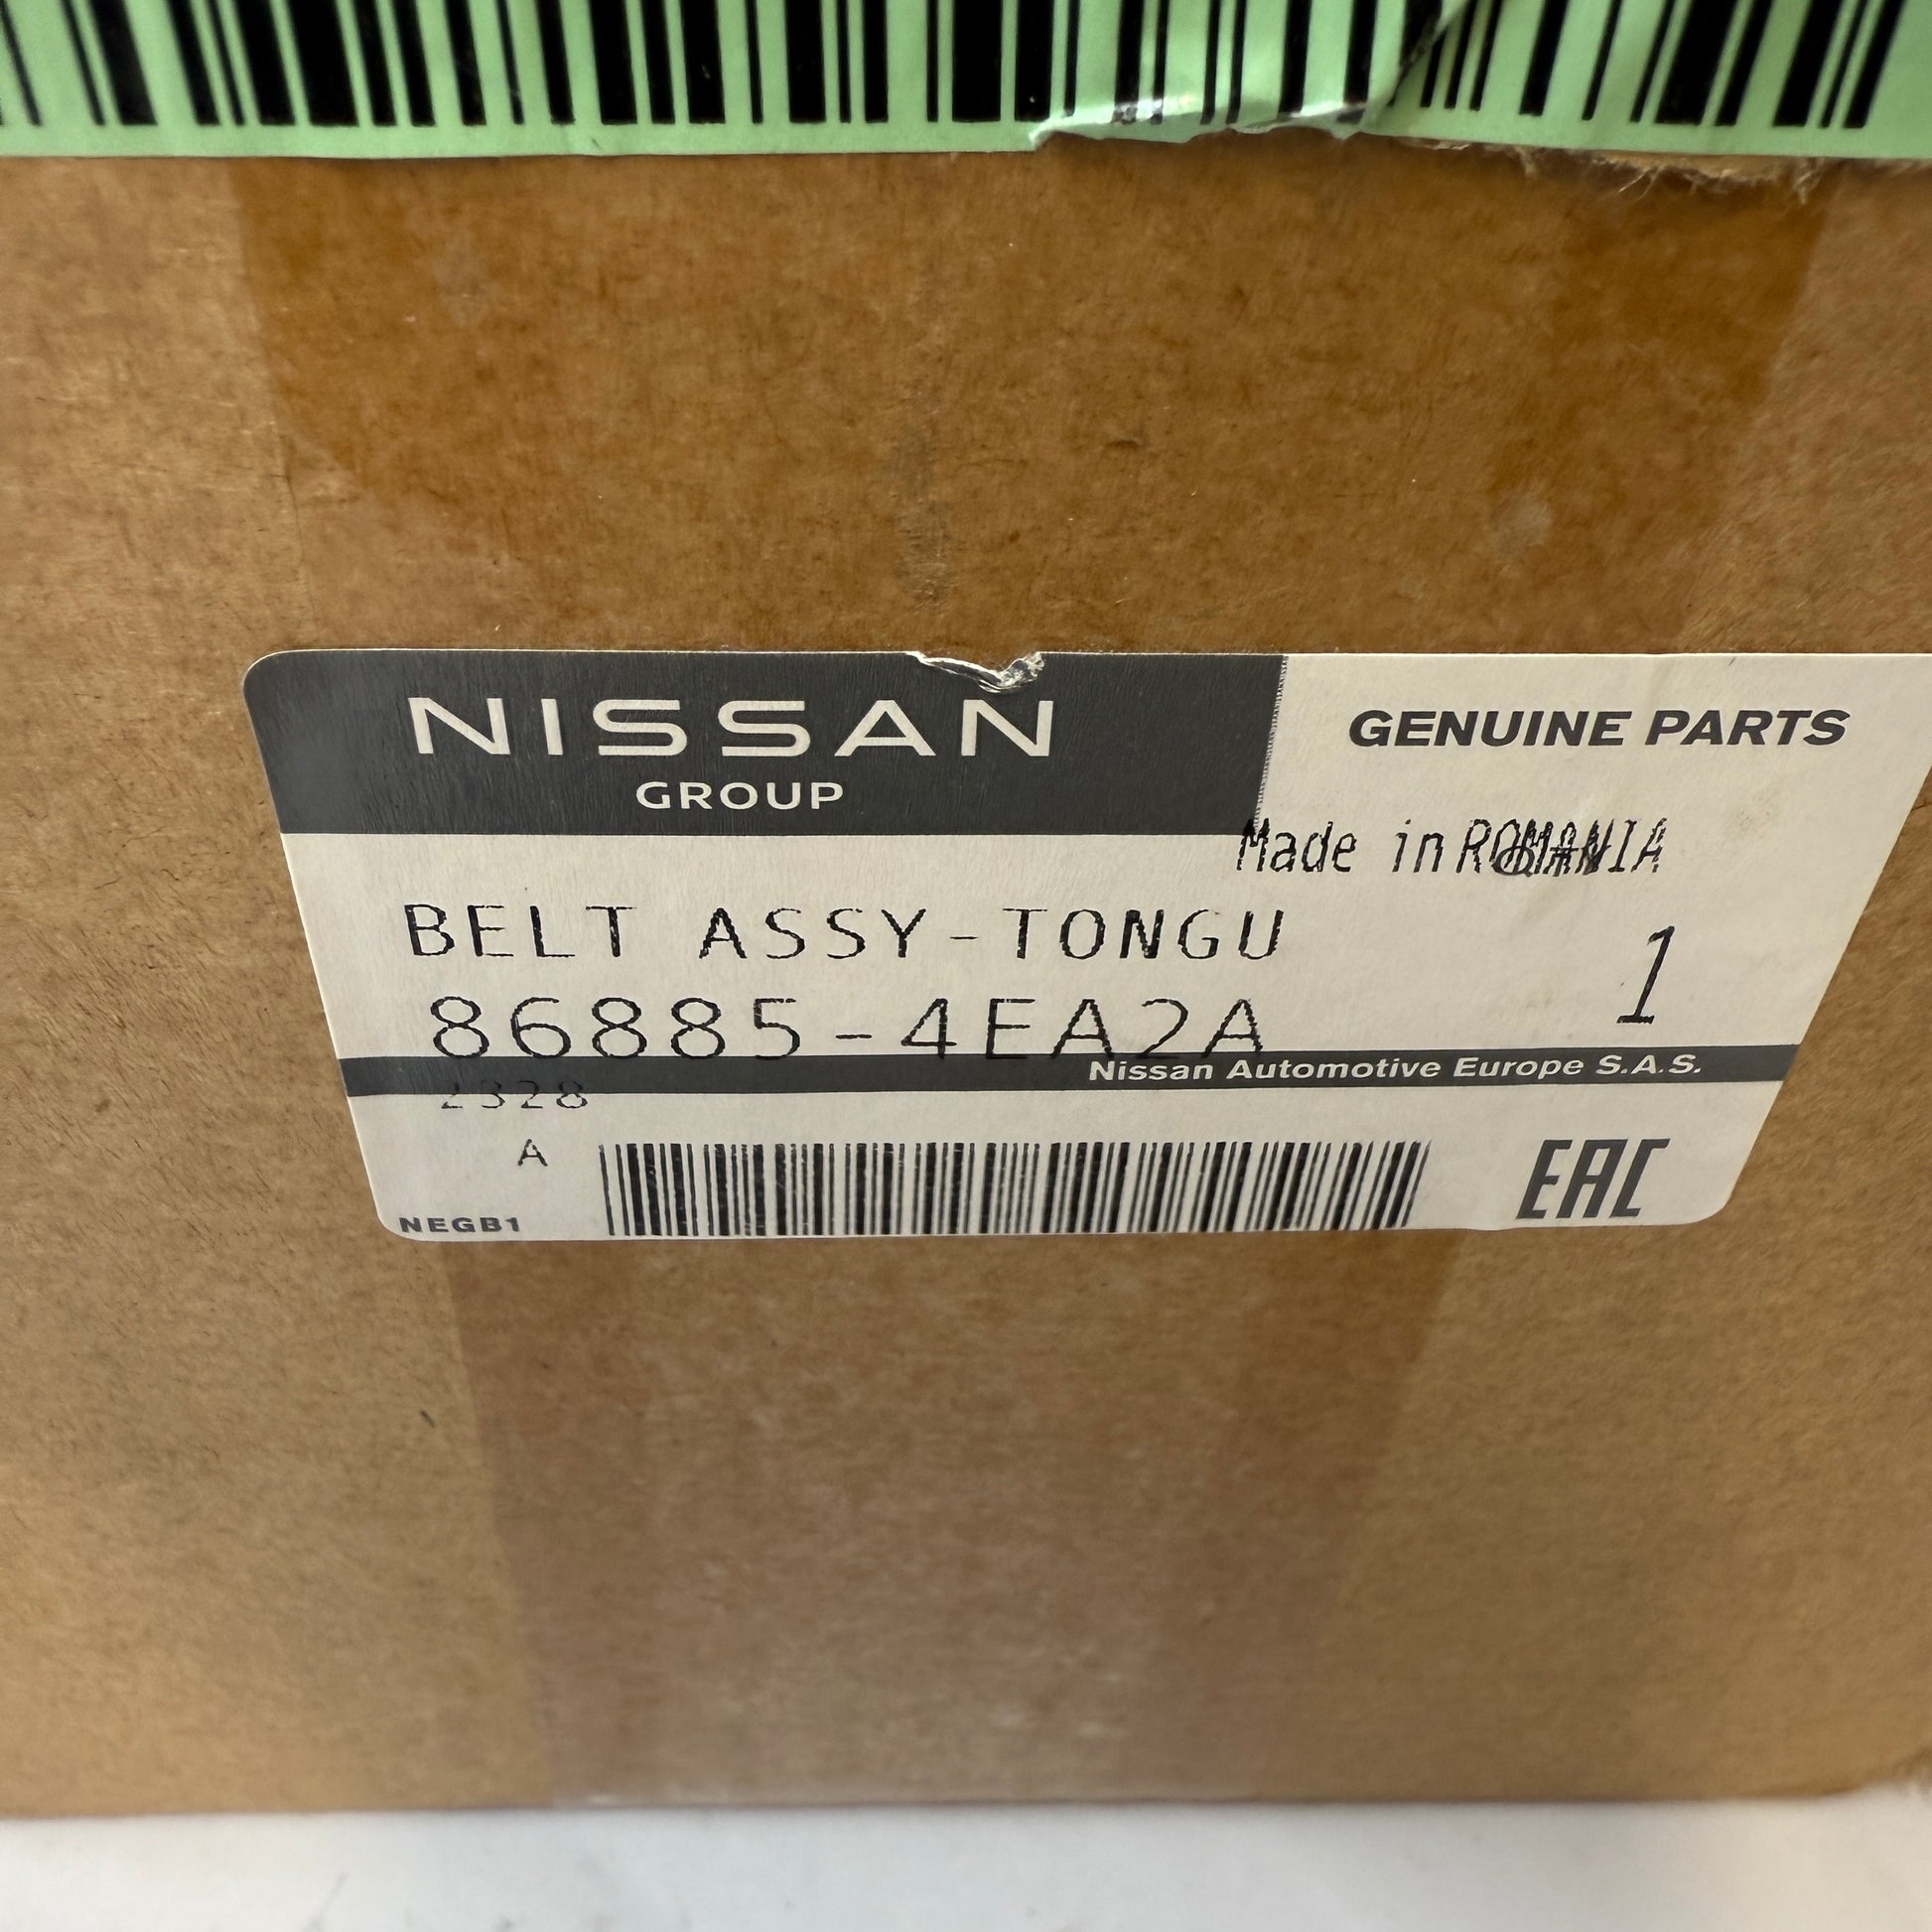 NISSAN
GROUP
GENUINE PARTS
Made in ROMANIA
BELT ASSY-TONGU
1
86885-4EA2A
Nissan Automotive Europe S.A.S.
2328
A
NEGB1
EAC